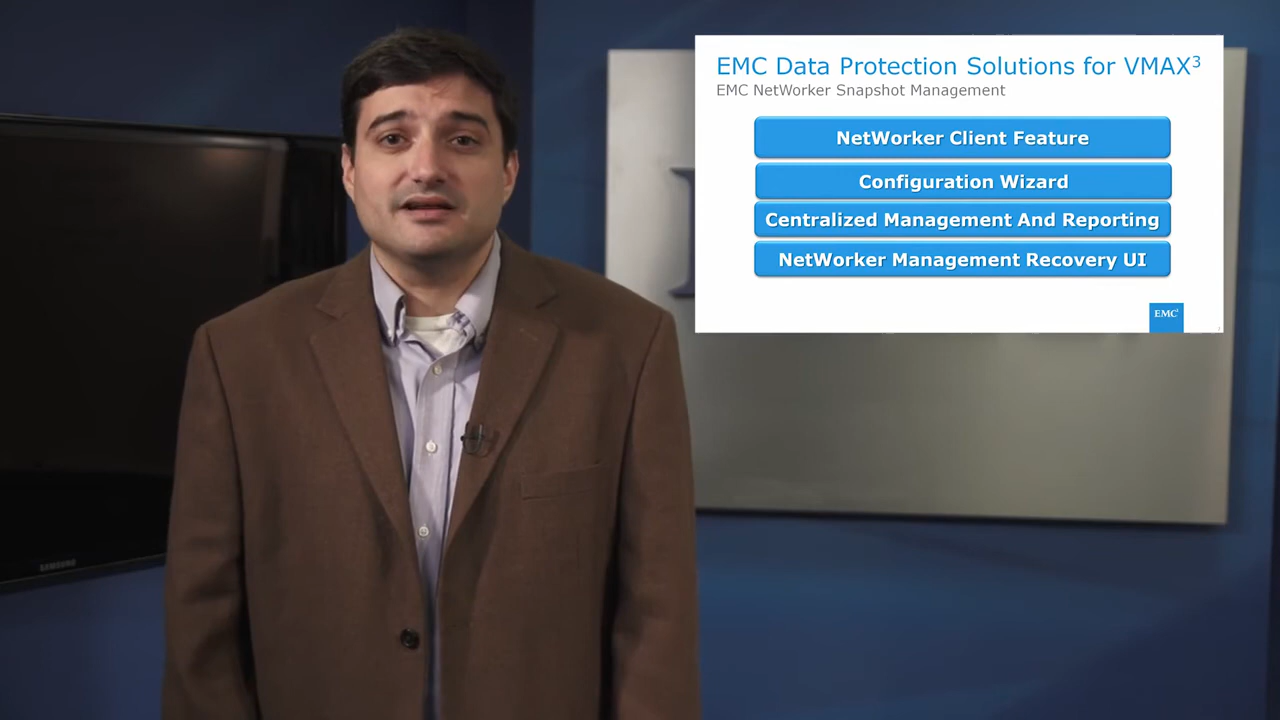 EMC Data Protection Solutions for VMAX³
EMC NetWorker Snapshot Management
NetWorker Client Feature
Configuration Wizard
Centralized Management And Reporting
NetWorker Management Recovery UI
EMC²
SAMSUNG